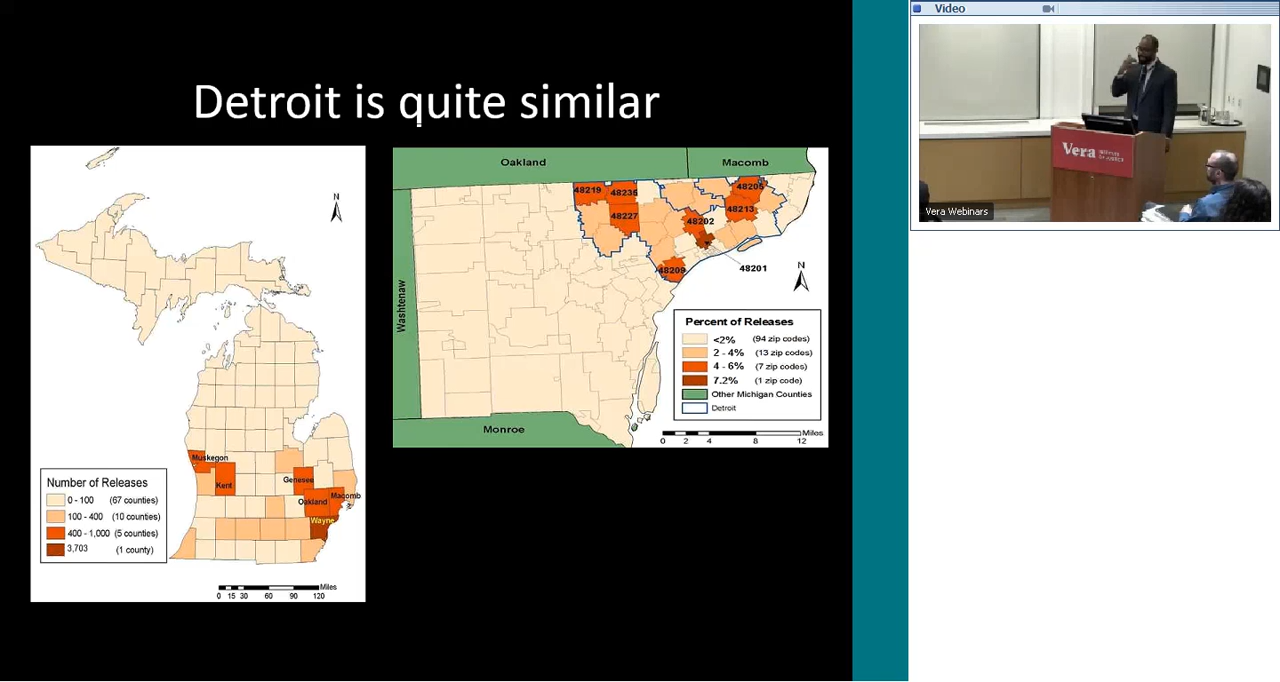 Detroit is quite similar
N
Muskegon
Kent
Genesee
Oakland
Macomb
Wayne
Number of Releases
0 - 100 (67 counties)
100 - 400 (10 counties)
400 - 1,000 (5 counties)
3,703 (1 county)
Miles
0 15 30 60 90 120
Oakland
Macomb
Washtenaw
Monroe
48219
48235
48205
48227
48213
48202
48209
48201
N
Percent of Releases
<2% (94 zip codes)
2 - 4% (13 zip codes)
4 - 6% (7 zip codes)
7.2% (1 zip code)
Other Michigan Counties
Detroit
Miles
0 2 4 8 12
Video
Vera INSTITUTE
OF JUSTICE
Vera Webinars